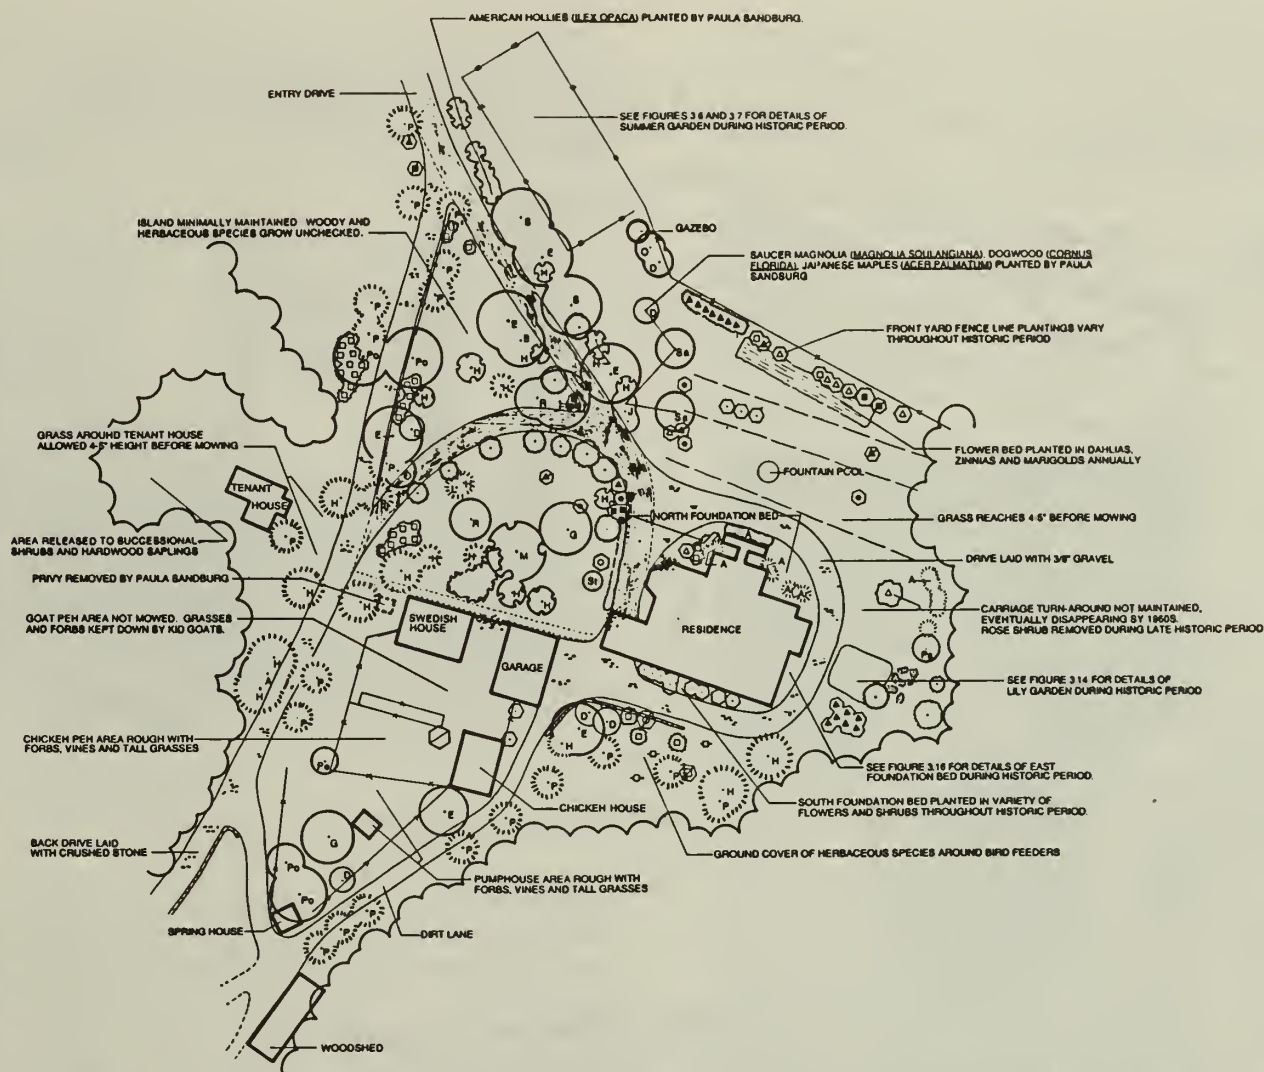 AMERICAN HOLLIES (ILEX OPACA) PLANTED BY PAULA SANDBURG.
ENTRY DRIVE
SEE FIGURES 3.6 AND 3.7 FOR DETAILS OF
SUMMER GARDEN DURING HISTORIC PERIOD.
ISLAND MINIMALLY MAINTAINED WOODY AND
HERBACEOUS SPECIES GROW UNCHECKED.
GAZEBO
SAUCER MAGNOLIA (MAGNOLIA SOULANGIANA), DOGWOOD (CORNUS
FLORIDA), JAPANESE MAPLES (ACER PALMATUM) PLANTED BY PAULA
SANDBURG
FRONT YARD FENCE LINE PLANTINGS VARY
THROUGHOUT HISTORIC PERIOD
GRASS AROUND TENANT HOUSE
ALLOWED 4-5" HEIGHT BEFORE MOWING
FLOWER BED PLANTED IN DAHLIAS,
ZINNIAS AND MARIGOLDS ANNUALLY
TENANT
HOUSE
FOUNTAIN POOL
NORTH FOUNDATION BED
GRASS REACHES 4-5" BEFORE MOWING
AREA RELEASED TO SUCCESSIONAL
SHRUBS AND HARDWOOD SAPLINGS
DRIVE LAID WITH 3/8" GRAVEL
PRIVY REMOVED BY PAULA SANDBURG
GOAT PEN AREA NOT MOWED. GRASSES
AND FORBS KEPT DOWN BY KID GOATS.
SWEDISH
HOUSE
RESIDENCE
CARRIAGE TURN-AROUND NOT MAINTAINED,
EVENTUALLY DISAPPEARING BY 1960S.
ROSE SHRUB REMOVED DURING LATE HISTORIC PERIOD
GARAGE
SEE FIGURE 3.14 FOR DETAILS OF
LILY GARDEN DURING HISTORIC PERIOD
CHICKEN PEN AREA ROUGH WITH
FORBS, VINES AND TALL GRASSES
SEE FIGURE 3.16 FOR DETAILS OF EAST
FOUNDATION BED DURING HISTORIC PERIOD.
CHICKEN HOUSE
SOUTH FOUNDATION BED PLANTED IN VARIETY OF
FLOWERS AND SHRUBS THROUGHOUT HISTORIC PERIOD.
BACK DRIVE LAID
WITH CRUSHED STONE
GROUND COVER OF HERBACEOUS SPECIES AROUND BIRD FEEDERS
PUMPHOUSE AREA ROUGH WITH
FORBS, VINES AND TALL GRASSES
SPRING HOUSE
DIRT LANE
WOODSHED